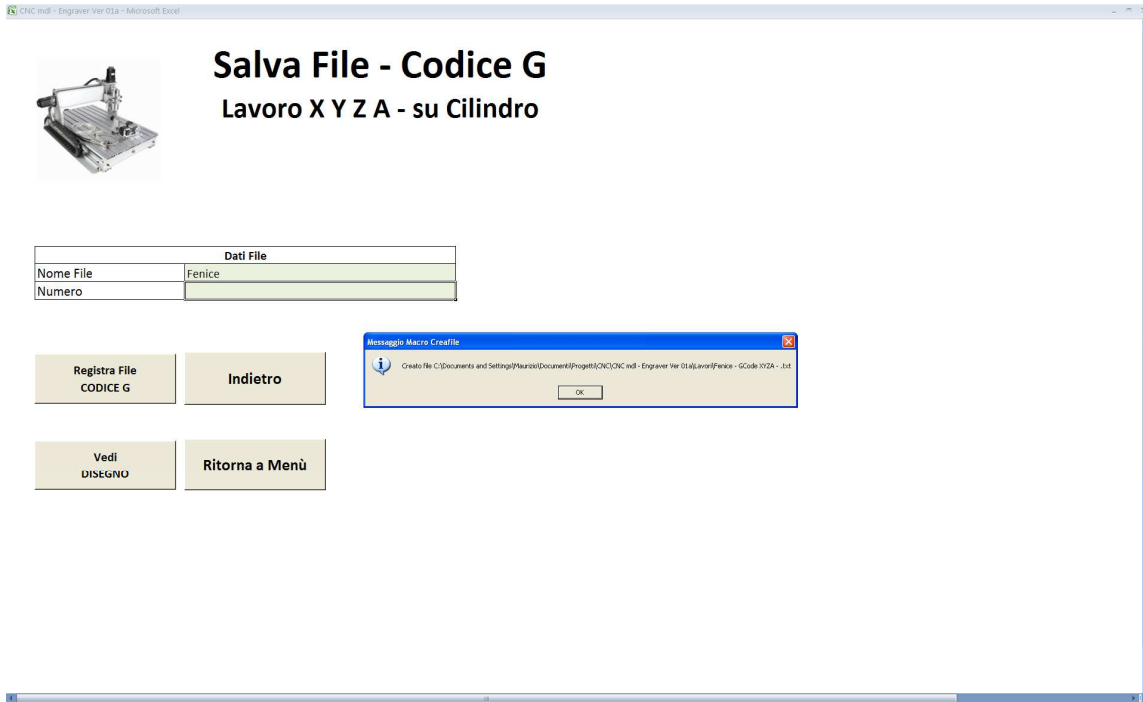 CNC mdl - Engraver Ver 01a - Microsoft Excel
Salva File - Codice G
Lavoro X Y Z A - su Cilindro
Dati File
Nome File Fenice
Numero
Messaggio Macro Creafile
Creato file C:\Documents and Settings\Maurizio\Documenti\Progetti\CNC\CNC mdl - Engraver Ver 01a\Lavori\Fenice - GCode XYZA - .txt
OK
Registra File
CODICE G
Indietro
Vedi
DISEGNO
Ritorna a Menù